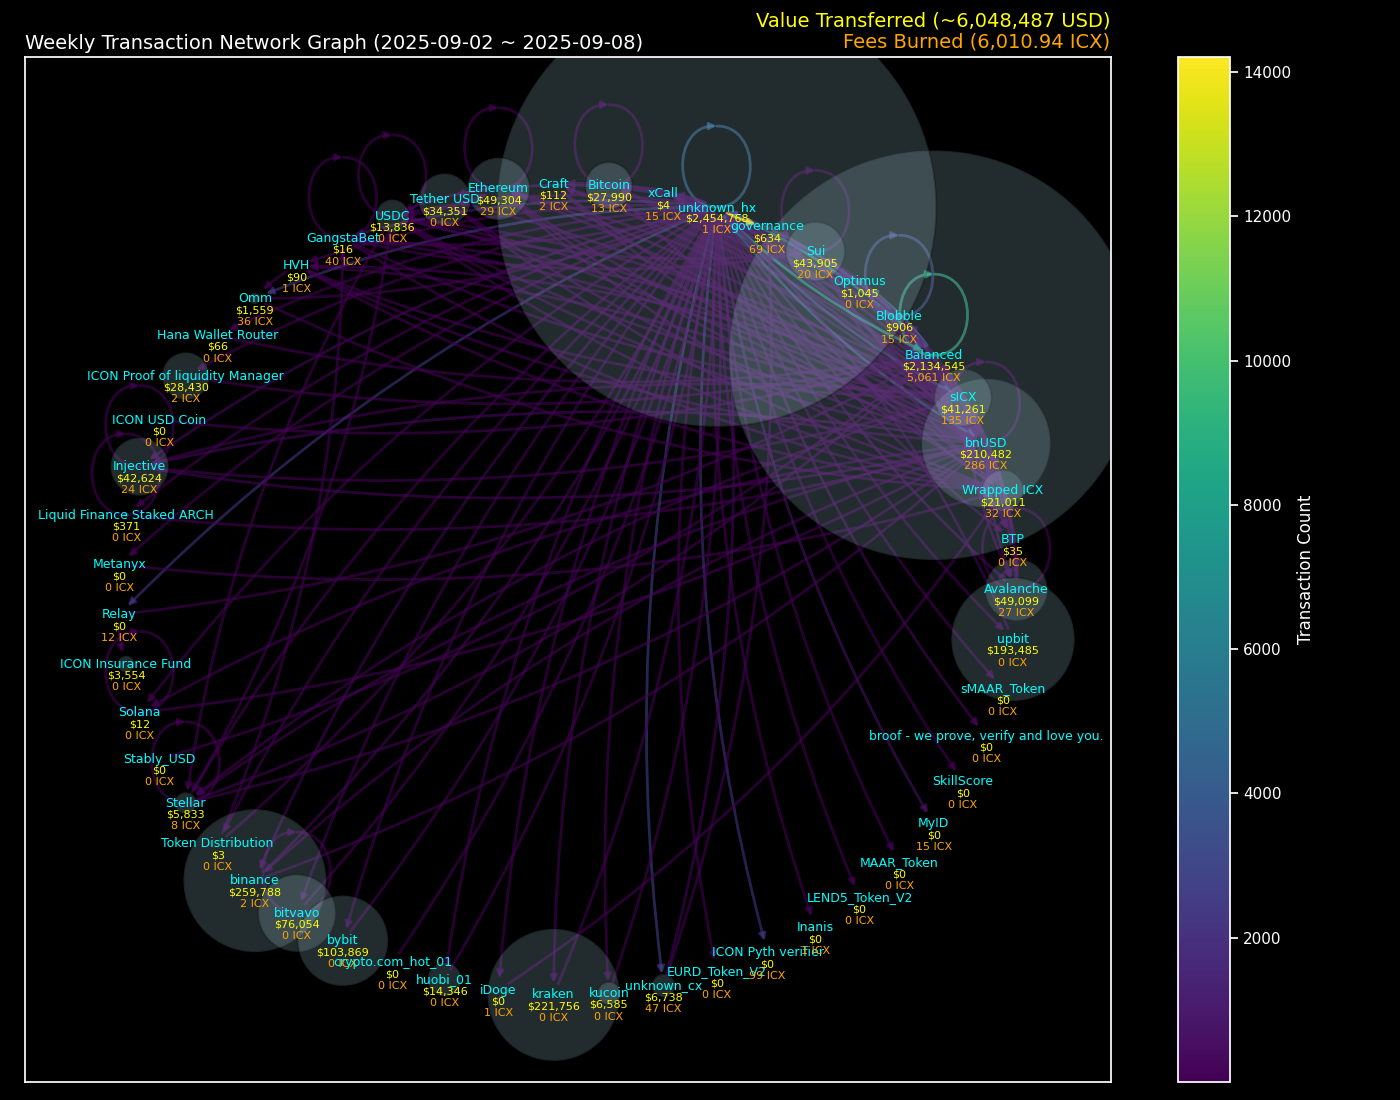 Value Transferred (~6,048,487 USD)
Weekly Transaction Network Graph (2025-09-02 ~ 2025-09-08)
Fees Burned (6,010.94 ICX)
Ethereum
$49,304
29 ICX
Craft
$112
2 ICX
Bitcoin
$27,990
13 ICX
xCall
$4
15 ICX
unknown_hx
$2,454,768
1 ICX
governance
$634
69 ICX
Sui
$43,905
20 ICX
Optimus
$1,045
0 ICX
Blobble
$906
15 ICX
Balanced
$2,134,545
5,061 ICX
sICX
$41,261
135 ICX
bnUSD
$210,482
286 ICX
Wrapped ICX
$21,011
32 ICX
BTP
$35
0 ICX
Avalanche
$49,099
27 ICX
upbit
$193,485
0 ICX
sMAAR_Token
$0
0 ICX
broof - we prove, verify and love you.
$0
0 ICX
SkillScore
$0
0 ICX
MyID
$0
15 ICX
MAAR_Token
$0
0 ICX
LEND5_Token_V2
$0
0 ICX
Inanis
$0
ICX
ICON Pyth verifier
$0
ICX
EURD_Token_V2
$0
0 ICX
unknown_cx
$6,738
47 ICX
kucoin
$6,585
0 ICX
kraken
$221,756
0 ICX
iDoge
$0
1 ICX
huobi_01
$14,346
0 ICX
crypto.com_hot_01
$0
0 ICX
bybit
$103,869
0 ICX
bitvavo
$76,054
0 ICX
binance
$259,788
2 ICX
Token Distribution
$3
0 ICX
Stellar
$5,833
8 ICX
Stably_USD
$0
0 ICX
Solana
$12
0 ICX
ICON Insurance Fund
$3,554
0 ICX
Relay
$0
12 ICX
Metanyx
$0
0 ICX
Liquid Finance Staked ARCH
$371
0 ICX
Injective
$42,624
24 ICX
ICON USD Coin
$0
0 ICX
ICON Proof of liquidity Manager
$28,430
2 ICX
Hana Wallet Router
$66
0 ICX
Omm
$1,559
36 ICX
HVH
$90
1 ICX
GangstaBet
$16
40 ICX
USDC
$13,836
0 ICX
Tether USD
$34,351
0 ICX
14000
12000
10000
8000
6000
4000
2000
Transaction Count